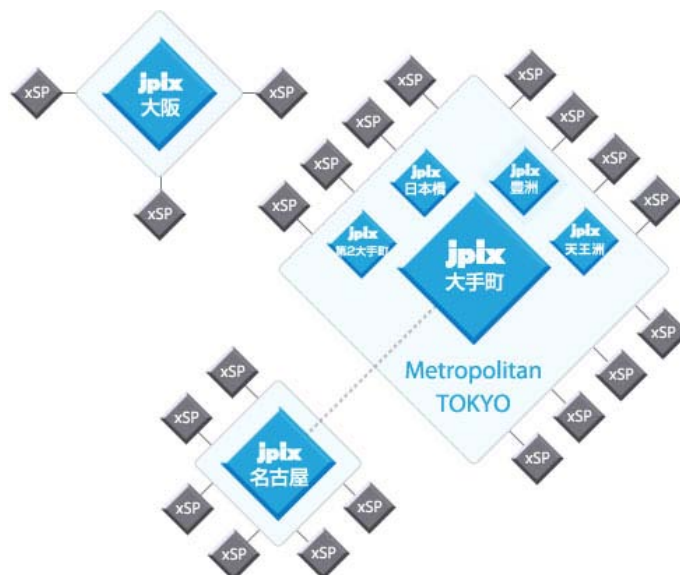 jpix
大阪
xSP
xSP
xSP
xSP
xSP
xSP
xSP
xSP
xSP
xSP
xSP
jpix
日本橋
jpix
豊洲
jpix
第2大手町
jpix
天王洲
jpix
大手町
Metropolitan
TOKYO
xSP
xSP
xSP
xSP
xSP
xSP
jpix
名古屋
xSP
xSP
xSP
xSP